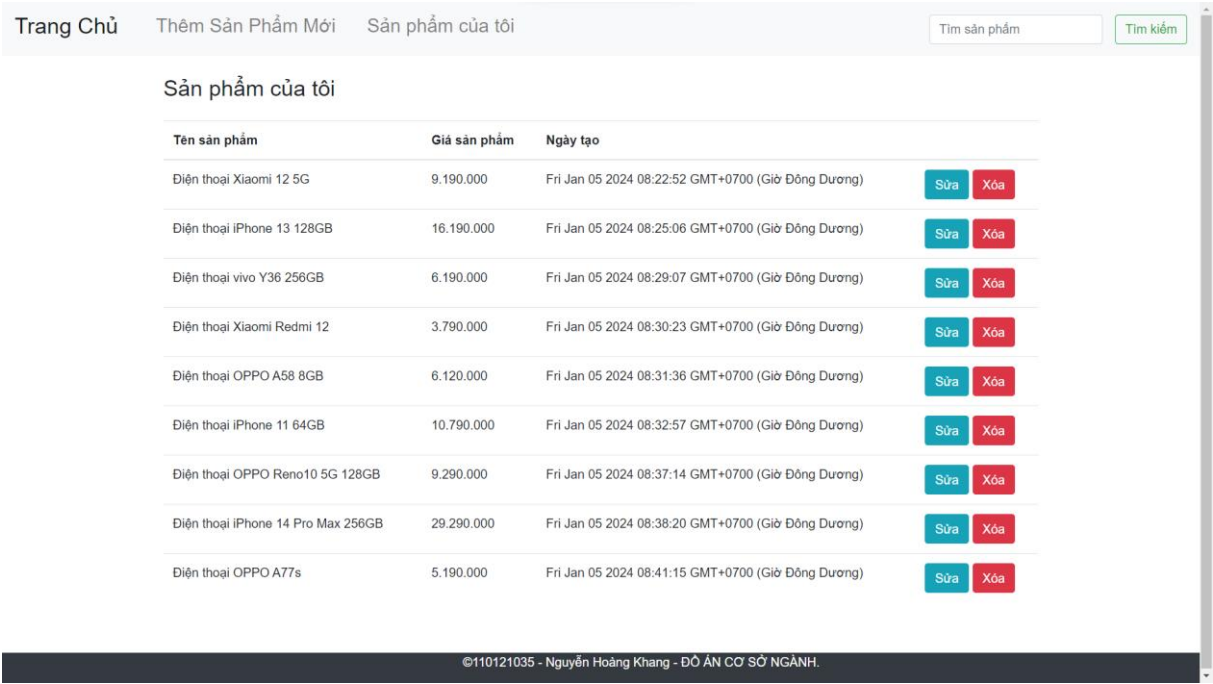 Trang Chủ Thêm Sản Phẩm Mới Sản phẩm của tôi Tìm sản phẩm Tìm kiếm
Sản phẩm của tôi
Tên sản phẩm Giá sản phẩm Ngày tạo
Điện thoại Xiaomi 12 5G 9.190.000 Fri Jan 05 2024 08:22:52 GMT+0700 (Giờ Đông Dương) Sửa Xóa
Điện thoại iPhone 13 128GB 16.190.000 Fri Jan 05 2024 08:25:06 GMT+0700 (Giờ Đông Dương) Sửa Xóa
Điện thoại vivo Y36 256GB 6.190.000 Fri Jan 05 2024 08:29:07 GMT+0700 (Giờ Đông Dương) Sửa Xóa
Điện thoại Xiaomi Redmi 12 3.790.000 Fri Jan 05 2024 08:30:23 GMT+0700 (Giờ Đông Dương) Sửa Xóa
Điện thoại OPPO A58 8GB 6.120.000 Fri Jan 05 2024 08:31:36 GMT+0700 (Giờ Đông Dương) Sửa Xóa
Điện thoại iPhone 11 64GB 10.790.000 Fri Jan 05 2024 08:32:57 GMT+0700 (Giờ Đông Dương) Sửa Xóa
Điện thoại OPPO Reno10 5G 128GB 9.290.000 Fri Jan 05 2024 08:37:14 GMT+0700 (Giờ Đông Dương) Sửa Xóa
Điện thoại iPhone 14 Pro Max 256GB 29.290.000 Fri Jan 05 2024 08:38:20 GMT+0700 (Giờ Đông Dương) Sửa Xóa
Điện thoại OPPO A77s 5.190.000 Fri Jan 05 2024 08:41:15 GMT+0700 (Giờ Đông Dương) Sửa Xóa
©110121035 - Nguyễn Hoàng Khang - ĐỒ ÁN CƠ SỞ NGÀNH.